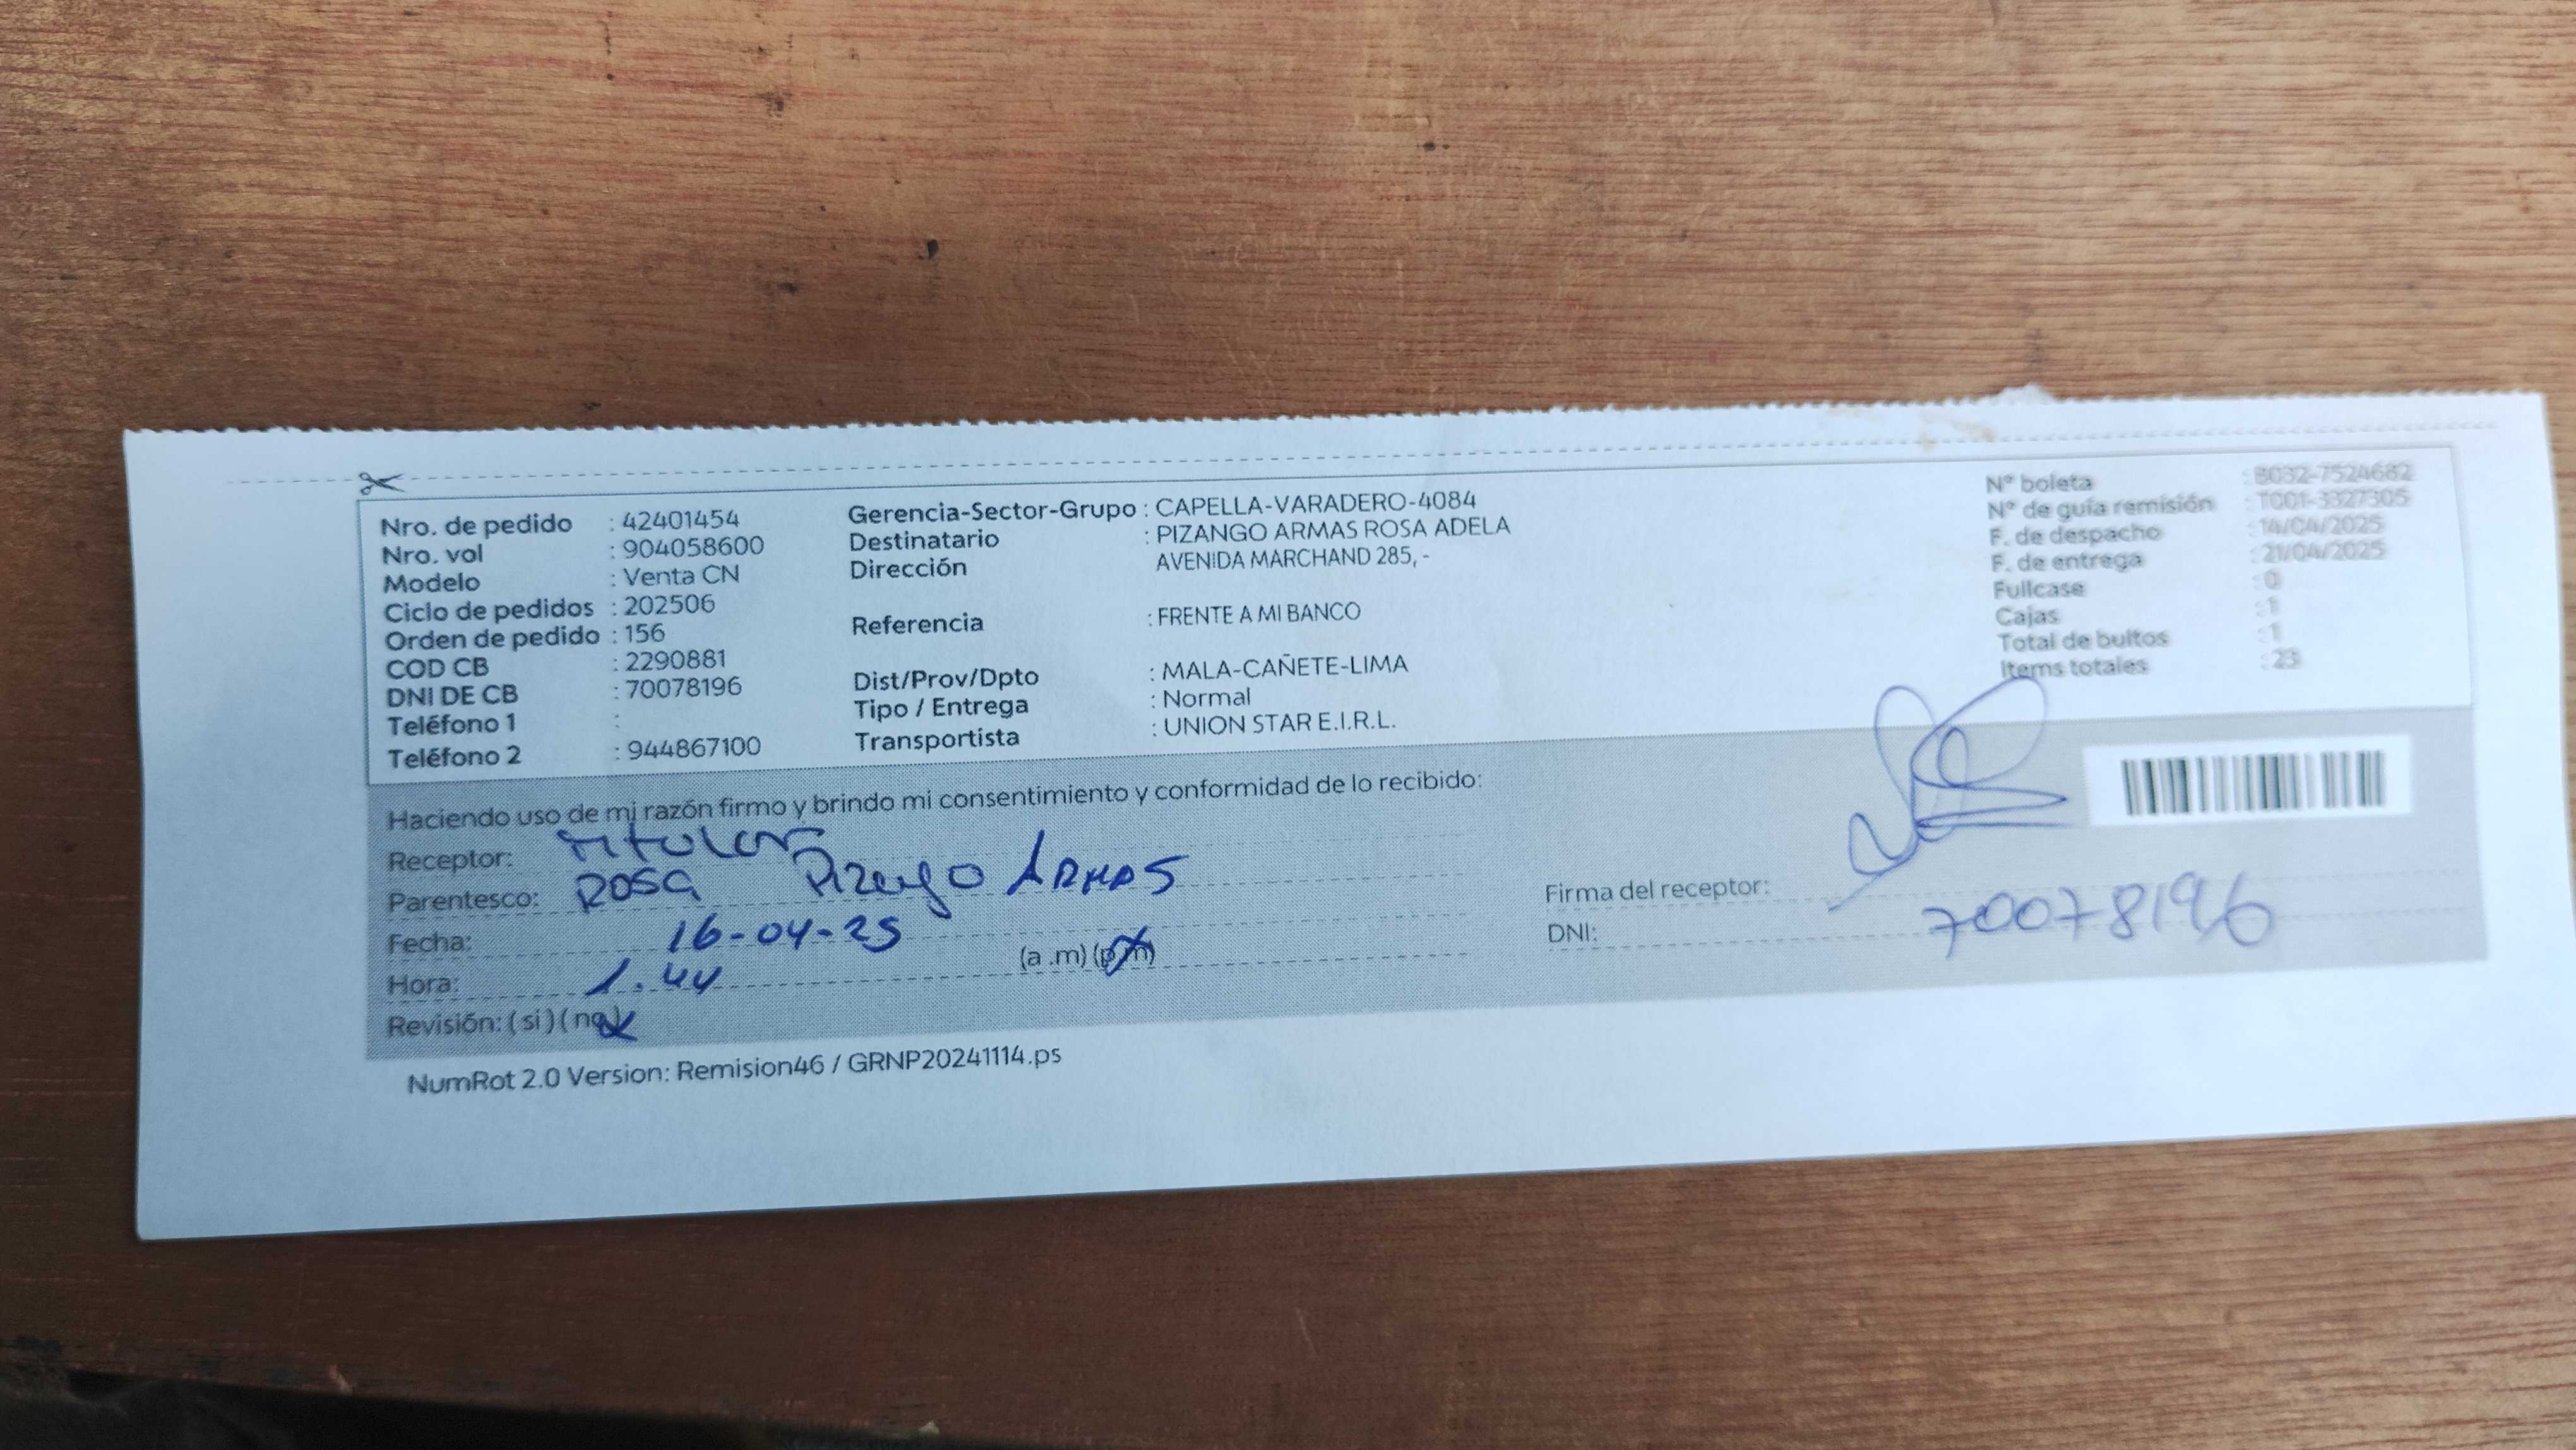 Nro. de pedido : 42401454
Nro. vol : 904058600
Modelo : Venta CN
Ciclo de pedidos : 202506
Orden de pedido : 156
COD CB : 2290881
DNI DE CB : 70078196
Teléfono 1 :
Teléfono 2 : 944867100
Gerencia-Sector-Grupo : CAPELLA-VARADERO-4084
Destinatario : PIZANGO ARMAS ROSA ADELA
Dirección AVENIDA MARCHAND 285, -
Referencia : FRENTE A MI BANCO
Dist/Prov/Dpto : MALA-CAÑETE-LIMA
Tipo / Entrega : Normal
Transportista : UNION STAR E.I.R.L.
N° boleta : B032-7524682
N° de guía remisión : T001-3327305
F. de despacho : 14/04/2025
F. de entrega : 21/04/2025
Fullcase : 0
Cajas : 1
Total de bultos : 1
Items totales : 23
Haciendo uso de mi razón firmo y brindo mi consentimiento y conformidad de lo recibido:
Receptor: titular
Parentesco: ROSA Pizango ARMAS
Fecha: 16-04-25
Hora: 1.44 (a .m) (p.m)
Revisión: ( si ) ( no )
Firma del receptor:
DNI: 70078196
NumRot 2.0 Version: Remision46 / GRNP20241114.ps